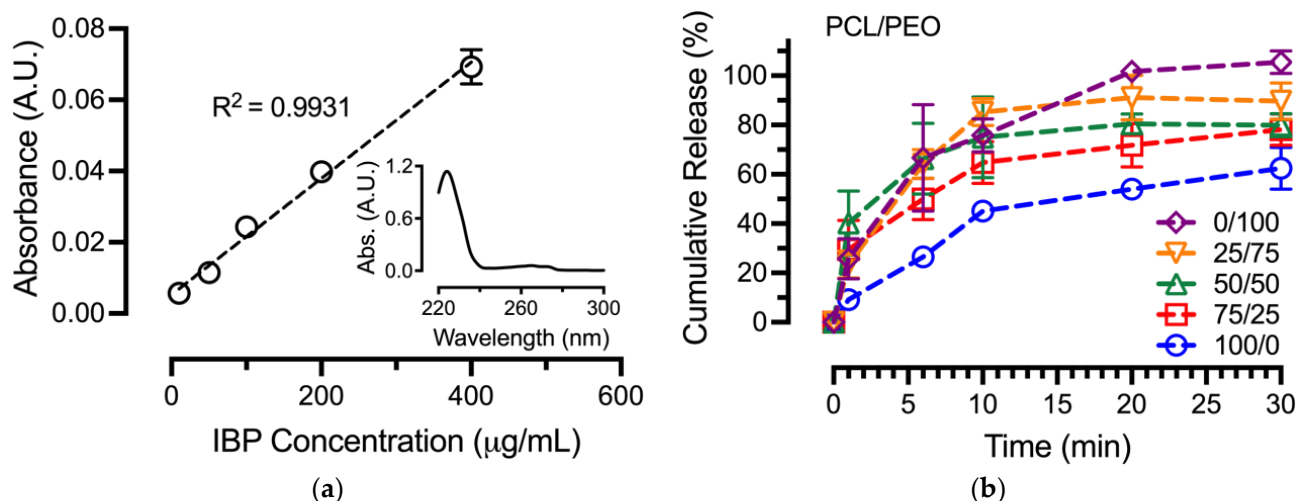 (a)
Absorbance (A.U.)
0.08
0.06
0.04
0.02
0.00
R² = 0.9931
Abs. (A.U.)
1.2
0.6
0.0
220 260 300
Wavelength (nm)
0 200 400 600
IBP Concentration (μg/mL)
(a)
(b)
PCL/PEO
Cumulative Release (%)
100
80
60
40
20
0
0/100
25/75
50/50
75/25
100/0
0 5 10 15 20 25 30
Time (min)
(b)